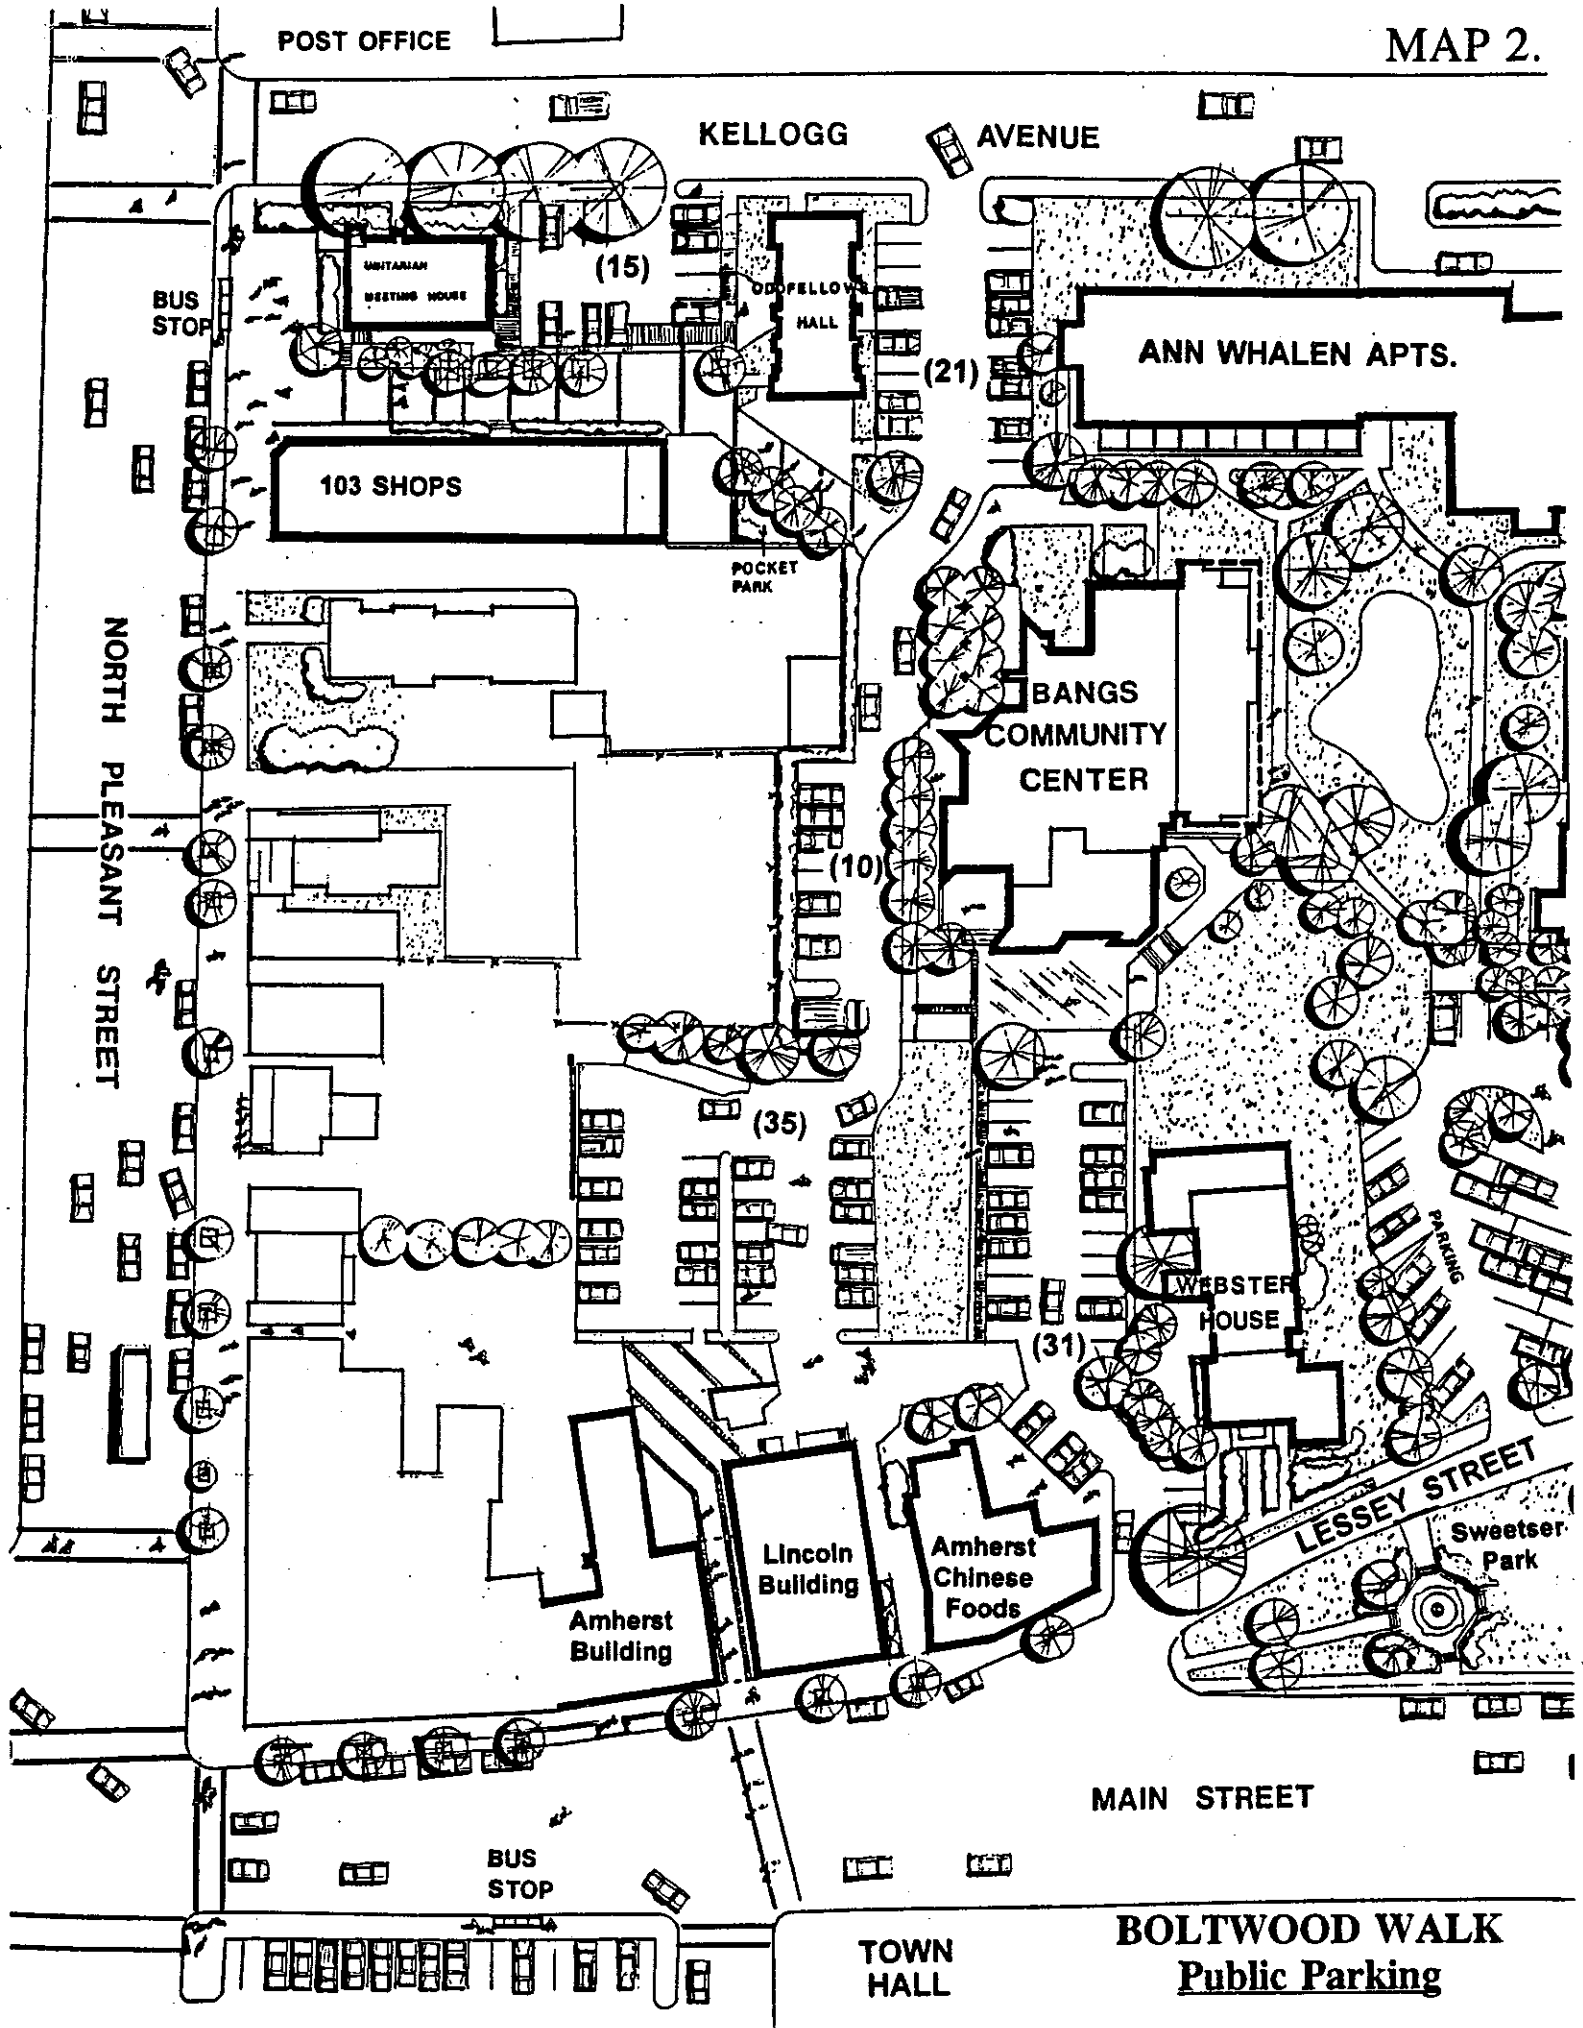 MAP 2.
POST OFFICE
KELLOGG AVENUE
(15)
UNITARIAN
MEETING HOUSE
BUS
STOP
ODDFELLOWS
HALL
(21)
ANN WHALEN APTS.
103 SHOPS
POCKET
PARK
NORTH PLEASANT STREET
BANGS
COMMUNITY
CENTER
(10)
(35)
PARKING
WEBSTER
HOUSE
(31)
LESSEY STREET
Sweetser
Park
Lincoln
Building
Amherst
Chinese
Foods
Amherst
Building
MAIN STREET
BUS
STOP
TOWN
HALL
BOLTWOOD WALK
Public Parking